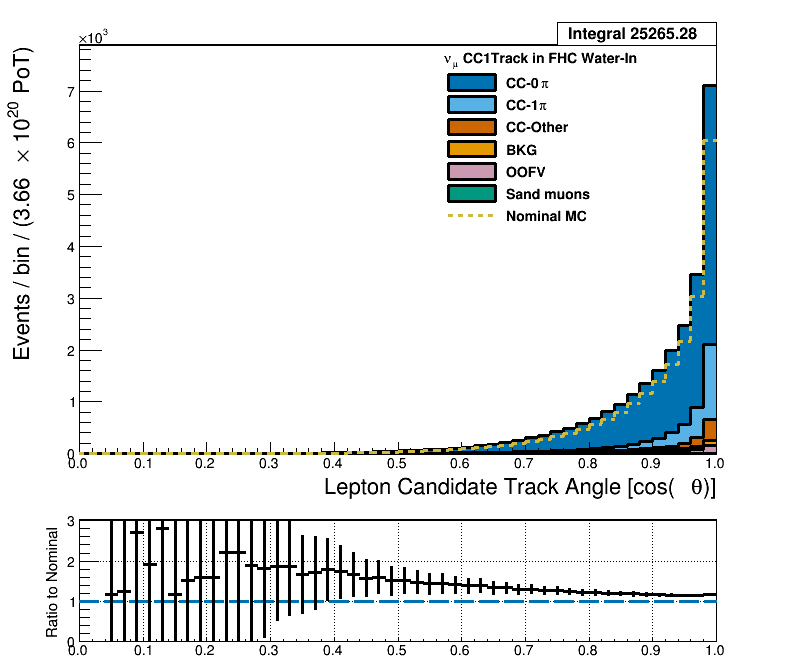 Integral 25265.28
×10³
ν_μ CC1Track in FHC Water-In
CC-0π
CC-1π
CC-Other
BKG
OOFV
Sand muons
Nominal MC
Events / bin / (3.66 × 10²⁰ PoT)
7
6
5
4
3
2
1
0
0.0 0.1 0.2 0.3 0.4 0.5 0.6 0.7 0.8 0.9 1.0
Lepton Candidate Track Angle [cos( θ)]
Ratio to Nominal
3
2
1
0
0.0 0.1 0.2 0.3 0.4 0.5 0.6 0.7 0.8 0.9 1.0